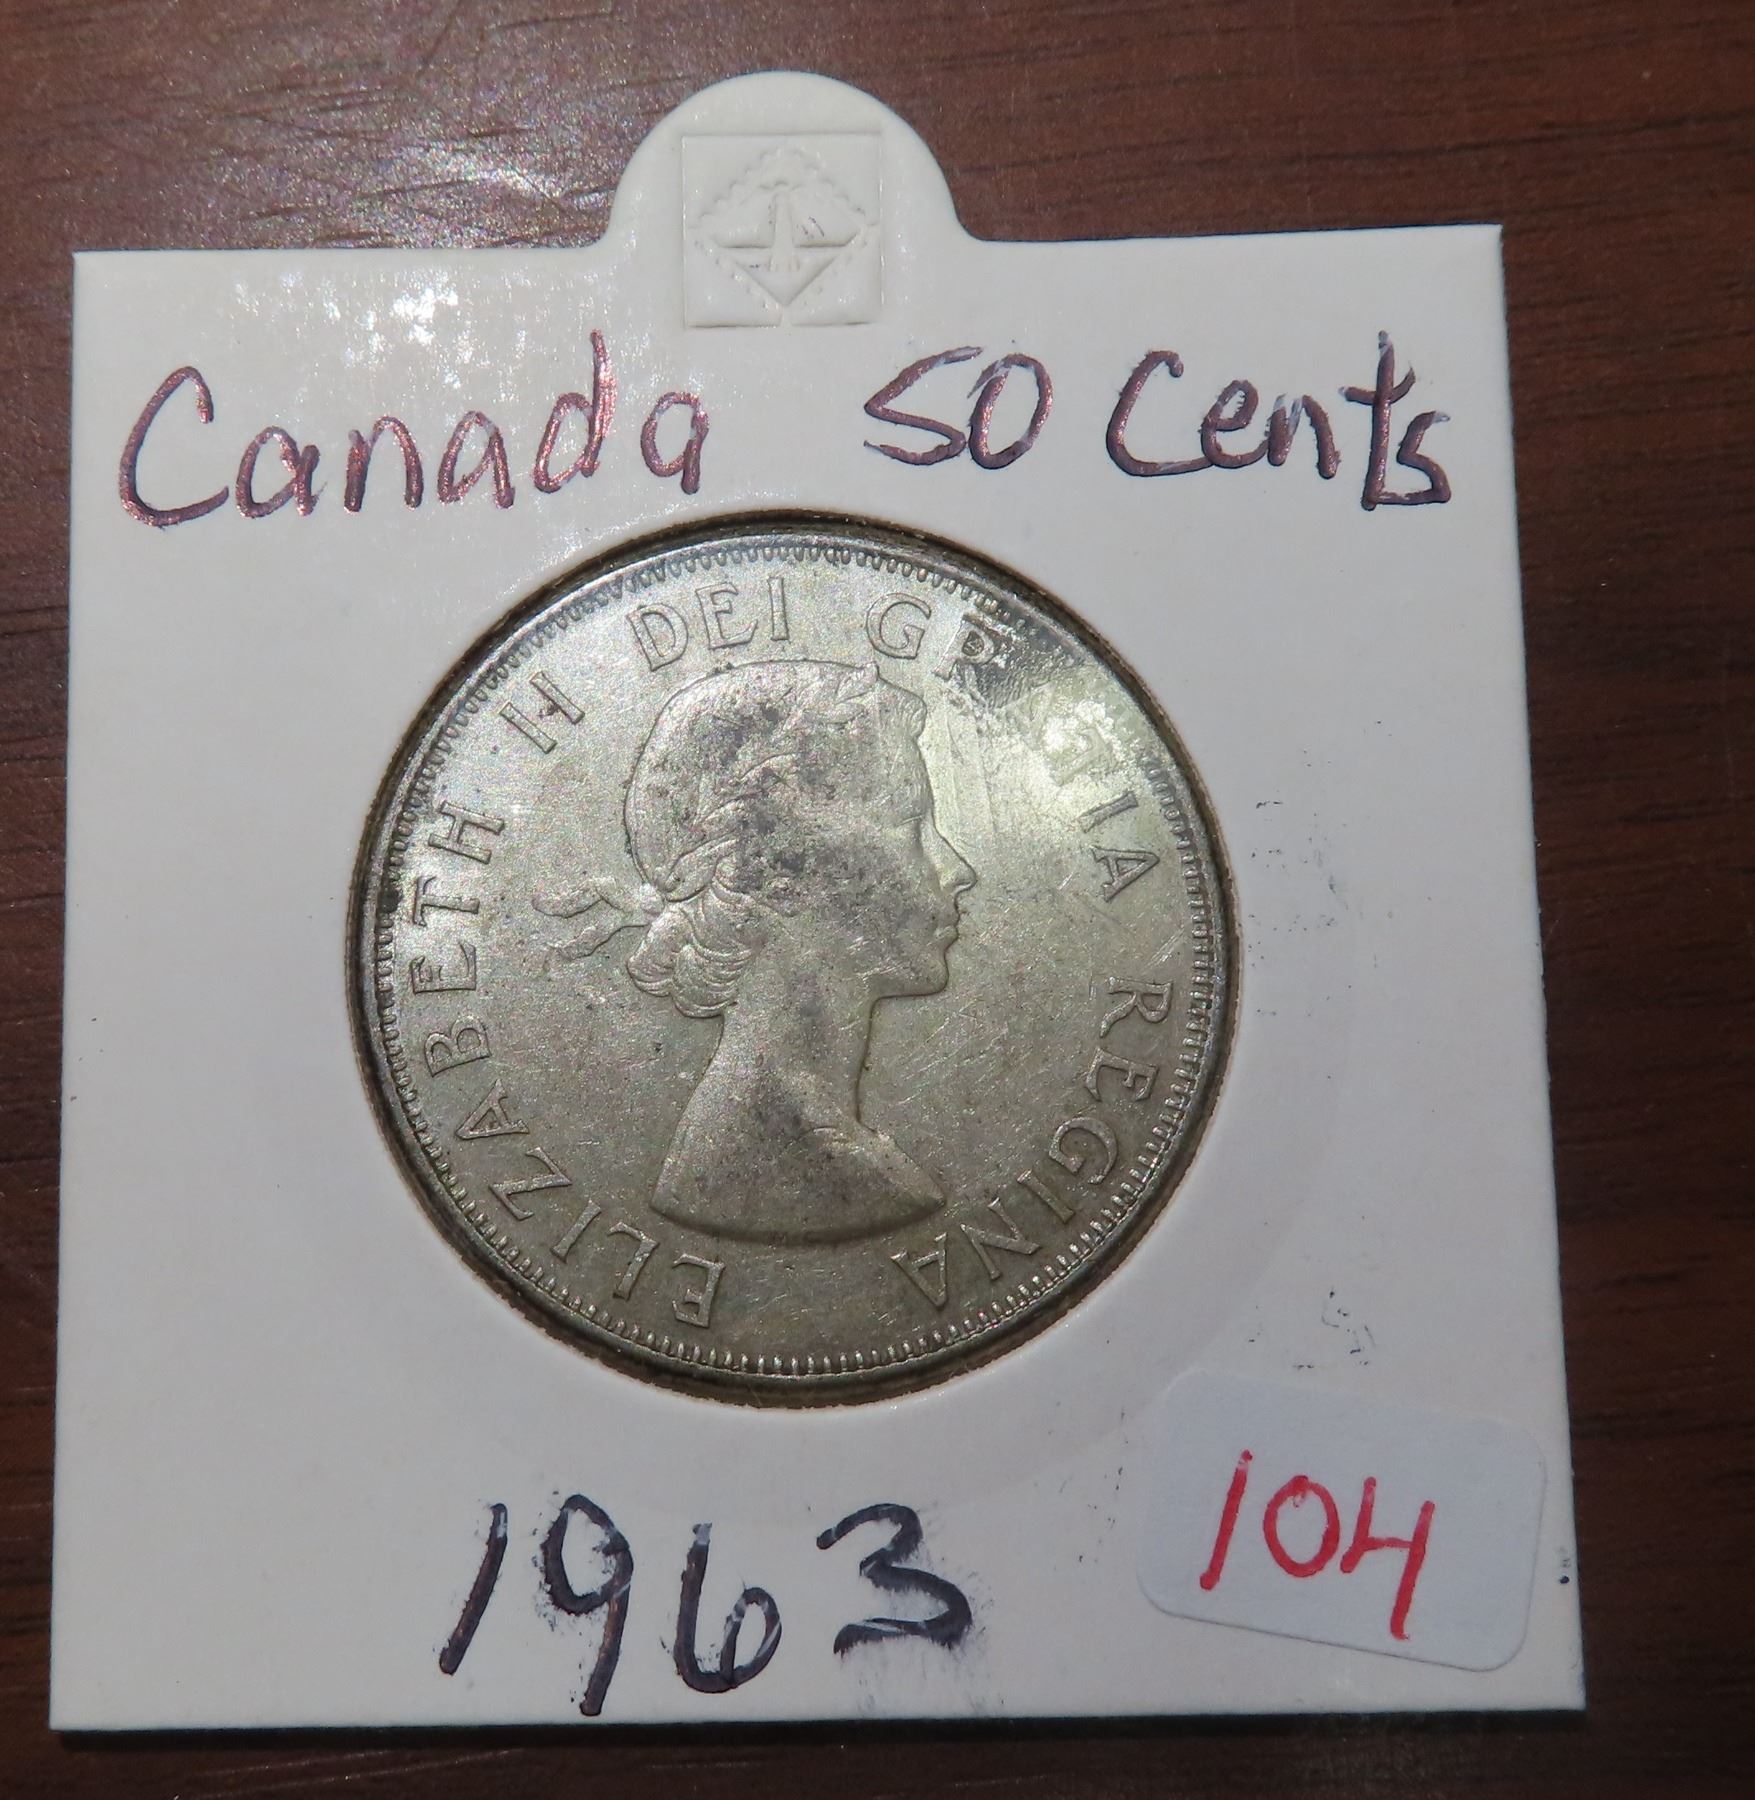 Canada 50 Cents
ELIZABETH II DEI GRATIA REGINA
1963
104